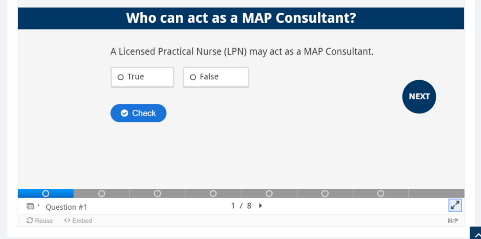 Who can act as a MAP Consultant?
A Licensed Practical Nurse (LPN) may act as a MAP Consultant.
True
False
Check
NEXT
Question #1
1 / 8
Reuse
Embed
H5P